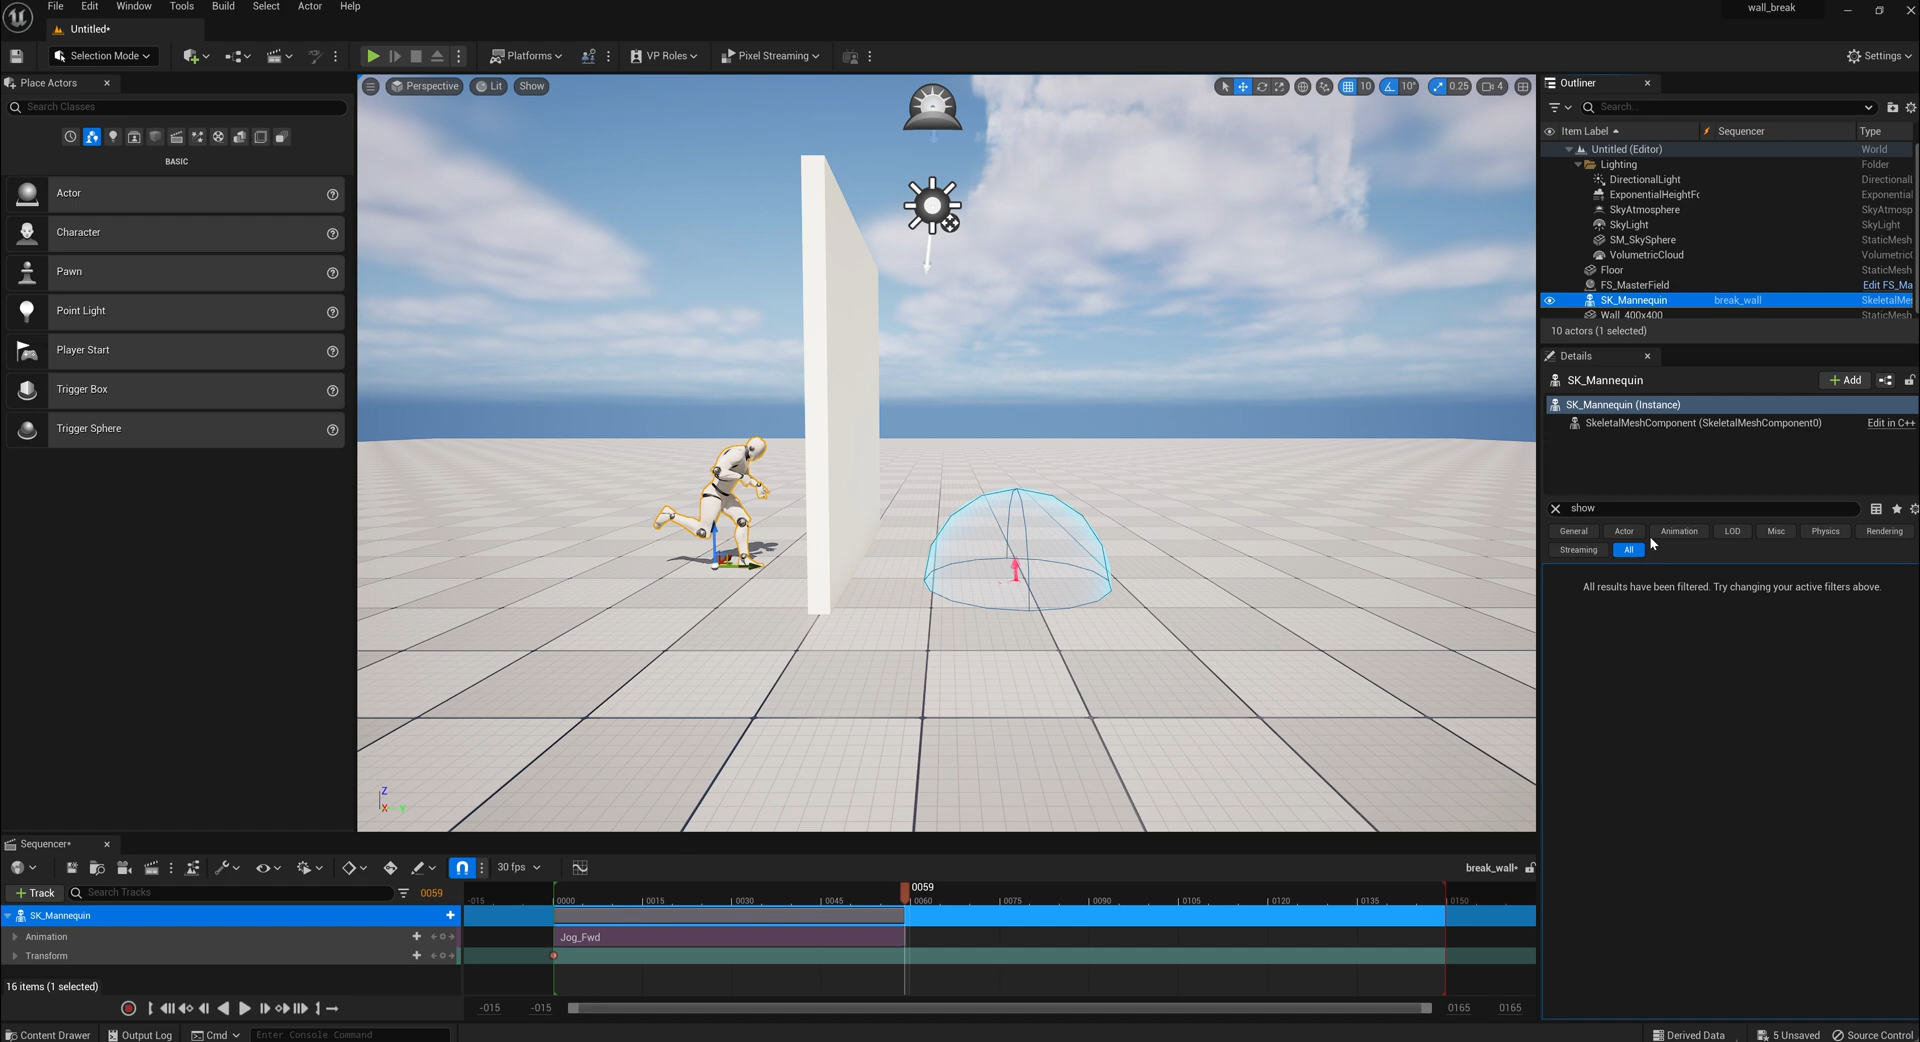 File Edit Window Tools Build Select Actor Help
wall_break
Untitled*
Selection Mode
Platforms
VP Roles
Pixel Streaming
Settings
Place Actors
Search Classes
BASIC
Actor
Character
Pawn
Point Light
Player Start
Trigger Box
Trigger Sphere
Perspective
Lit
Show
10
10°
0.25
4
Z
X
Y
Outliner
Search...
Item Label
Sequencer
Type
Untitled (Editor) World
Lighting Folder
DirectionalLight Directional
ExponentialHeightFo Exponential
SkyAtmosphere SkyAtmosp
SkyLight SkyLight
SM_SkySphere StaticMesh
VolumetricCloud Volumetric
Floor StaticMesh
FS_MasterField Edit FS_Ma
SK_Mannequin break_wall SkeletalMe
Wall_400x400 StaticMesh
10 actors (1 selected)
Details
SK_Mannequin
Add
SK_Mannequin (Instance)
SkeletalMeshComponent (SkeletalMeshComponent0) Edit in C++
show
General Actor Animation LOD Misc Physics Rendering
Streaming All
All results have been filtered. Try changing your active filters above.
Sequencer*
30 fps
break_wall*
Track
Search Tracks
0059
-015 0000 0015 0030 0045 0060 0075 0090 0105 0120 0135 0150
0059
SK_Mannequin
Animation
Jog_Fwd
Transform
16 items (1 selected)
-015 -015 0165 0165
Content Drawer Output Log Cmd Enter Console Command
Derived Data 5 Unsaved Source Control